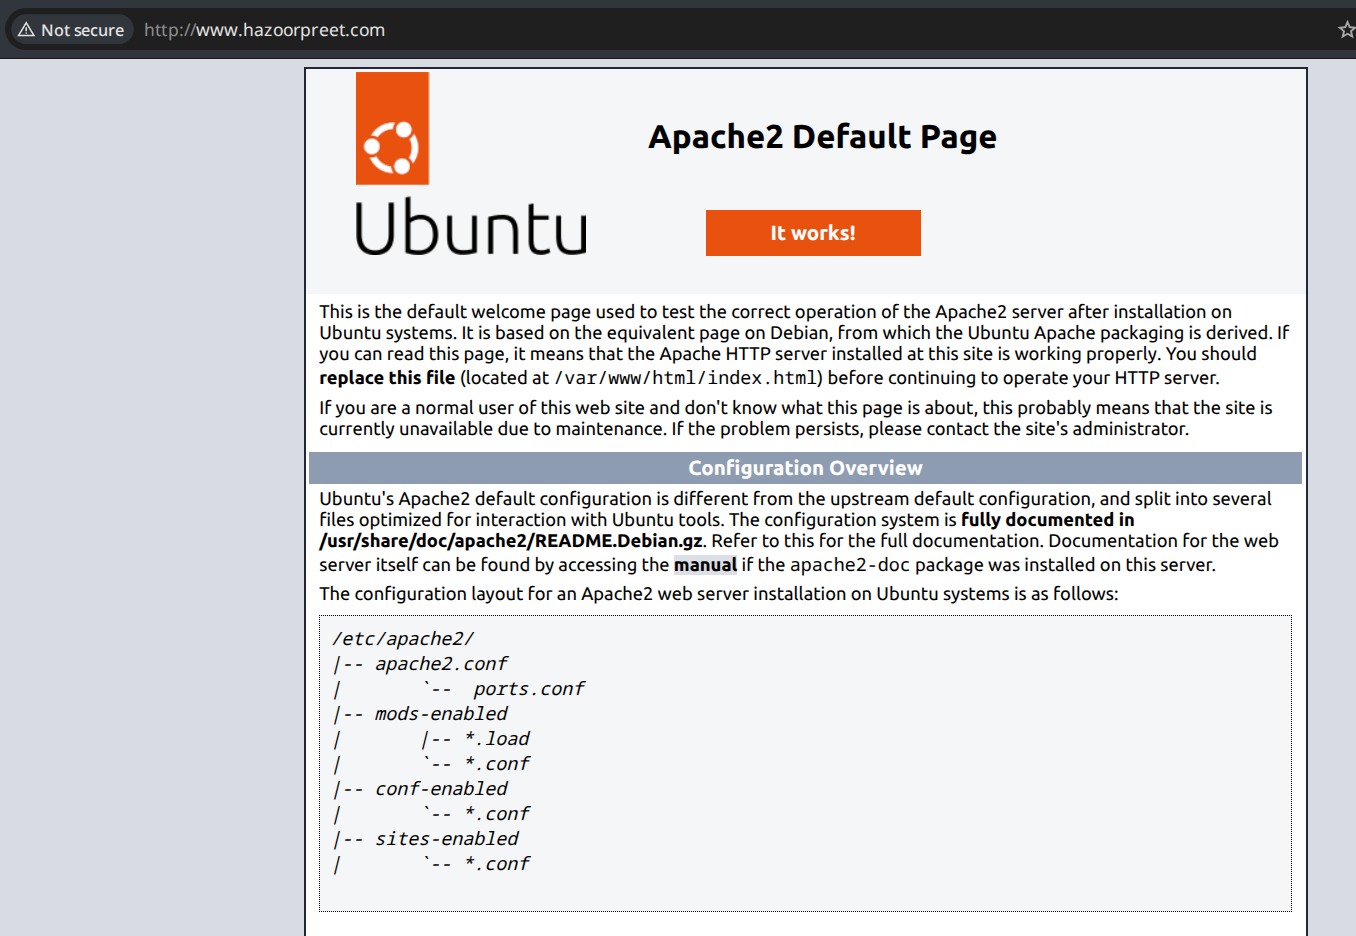 Not secure http://www.hazoorpreet.com
Apache2 Default Page
Ubuntu
It works!
This is the default welcome page used to test the correct operation of the Apache2 server after installation on
Ubuntu systems. It is based on the equivalent page on Debian, from which the Ubuntu Apache packaging is derived. If
you can read this page, it means that the Apache HTTP server installed at this site is working properly. You should
replace this file (located at /var/www/html/index.html) before continuing to operate your HTTP server.
If you are a normal user of this web site and don't know what this page is about, this probably means that the site is
currently unavailable due to maintenance. If the problem persists, please contact the site's administrator.
Configuration Overview
Ubuntu's Apache2 default configuration is different from the upstream default configuration, and split into several
files optimized for interaction with Ubuntu tools. The configuration system is fully documented in
/usr/share/doc/apache2/README.Debian.gz. Refer to this for the full documentation. Documentation for the web
server itself can be found by accessing the manual if the apache2-doc package was installed on this server.
The configuration layout for an Apache2 web server installation on Ubuntu systems is as follows:
/etc/apache2/
|-- apache2.conf
|       `--  ports.conf
|-- mods-enabled
|       |-- *.load
|       `-- *.conf
|-- conf-enabled
|       `-- *.conf
|-- sites-enabled
|       `-- *.conf